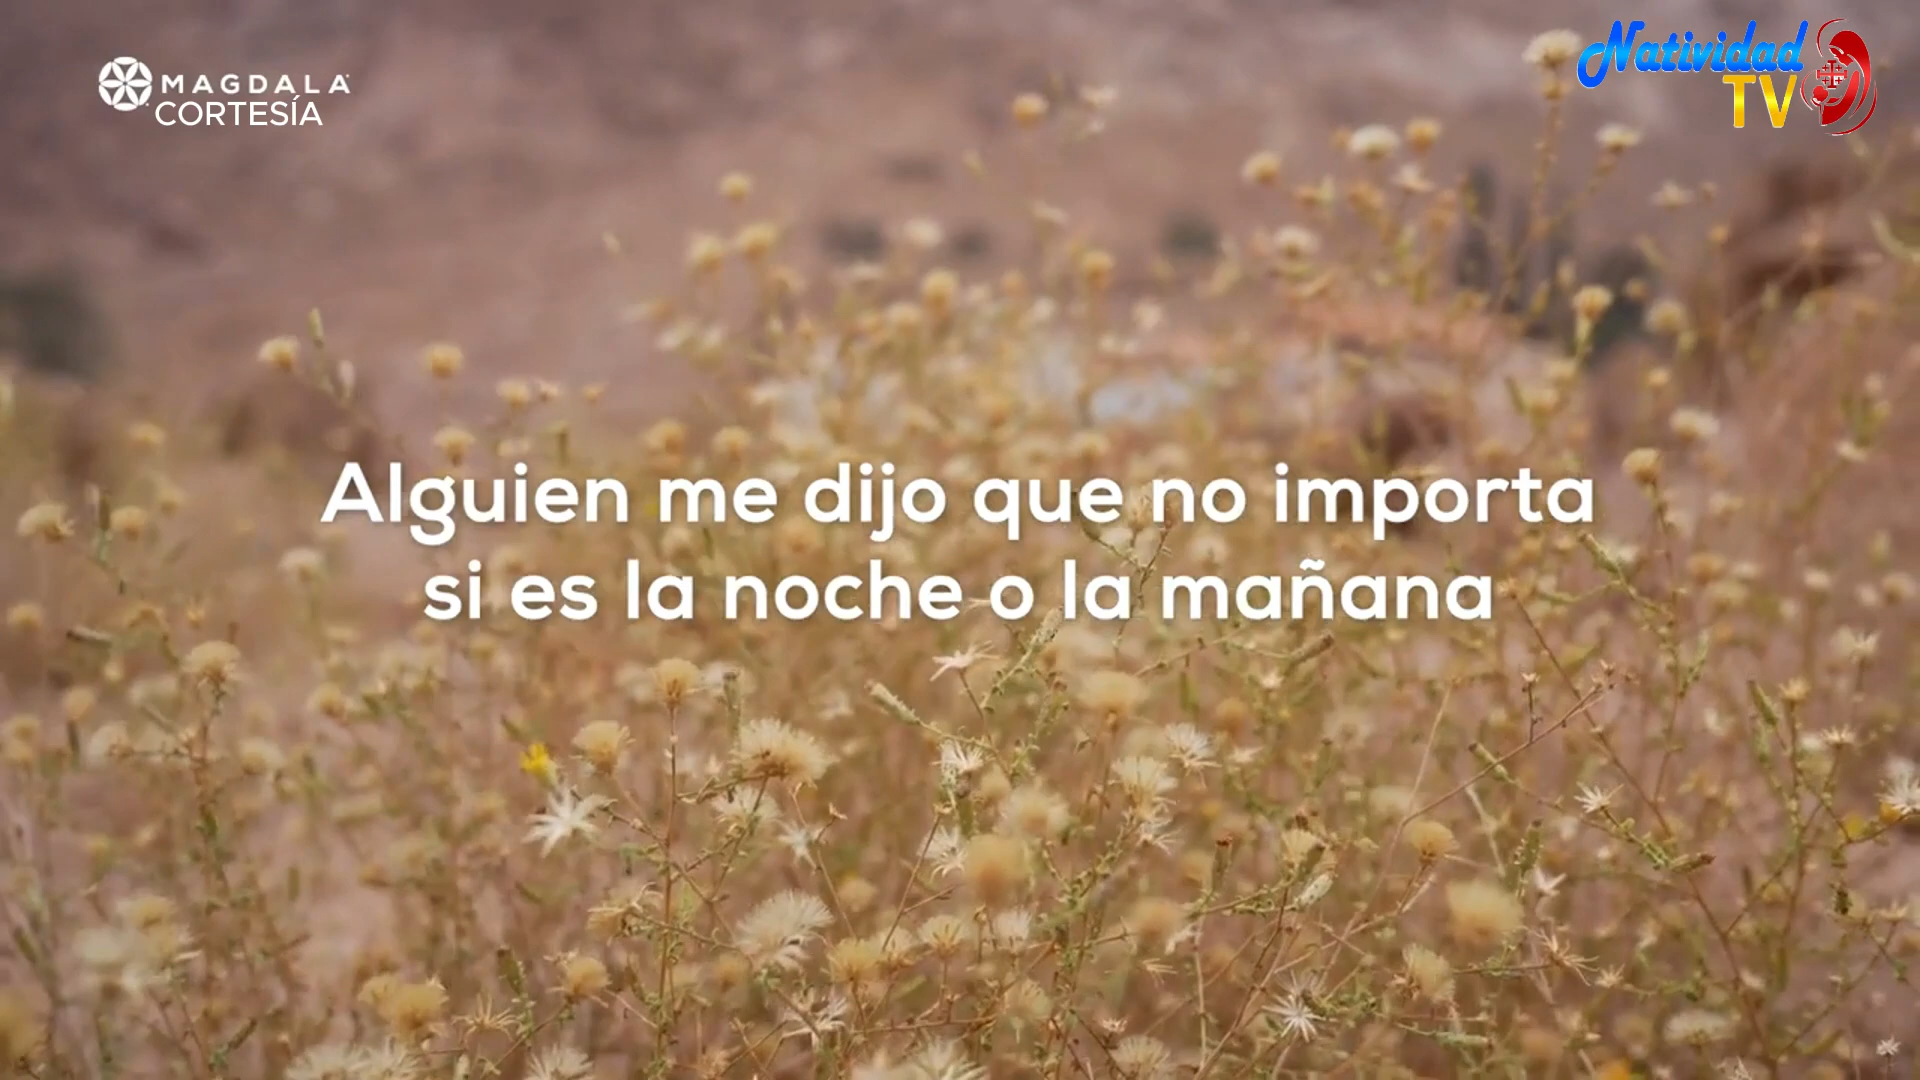 MAGDALA
CORTESÍA
Natividad
TV
Alguien me dijo que no importa
si es la noche o la mañana